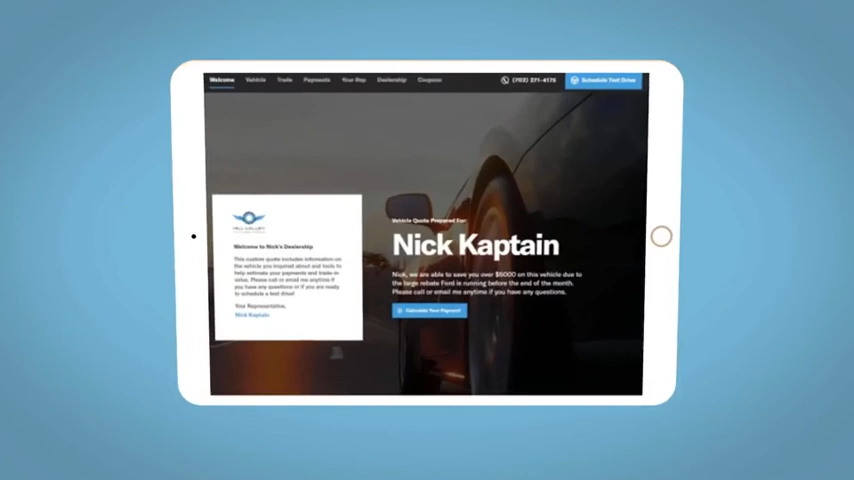 Welcome Vehicle Trade Payments Your Rep Dealership Coupons (702) 271-4175 Schedule Test Drive
Welcome to Nick's Dealership
This custom quote includes information on
the vehicle you inquired about and tools to
help estimate your payments and trade-in
value. Please call or email me anytime if
you have any questions or if you are ready
to schedule a test drive!
Your Representative,
Nick Kaptain
Vehicle Quote Prepared For:
Nick Kaptain
Nick, we are able to save you over $6000 on this vehicle due to
the large rebate Ford is running before the end of the month.
Please call or email me anytime if you have any questions.
Calculate Your Payment